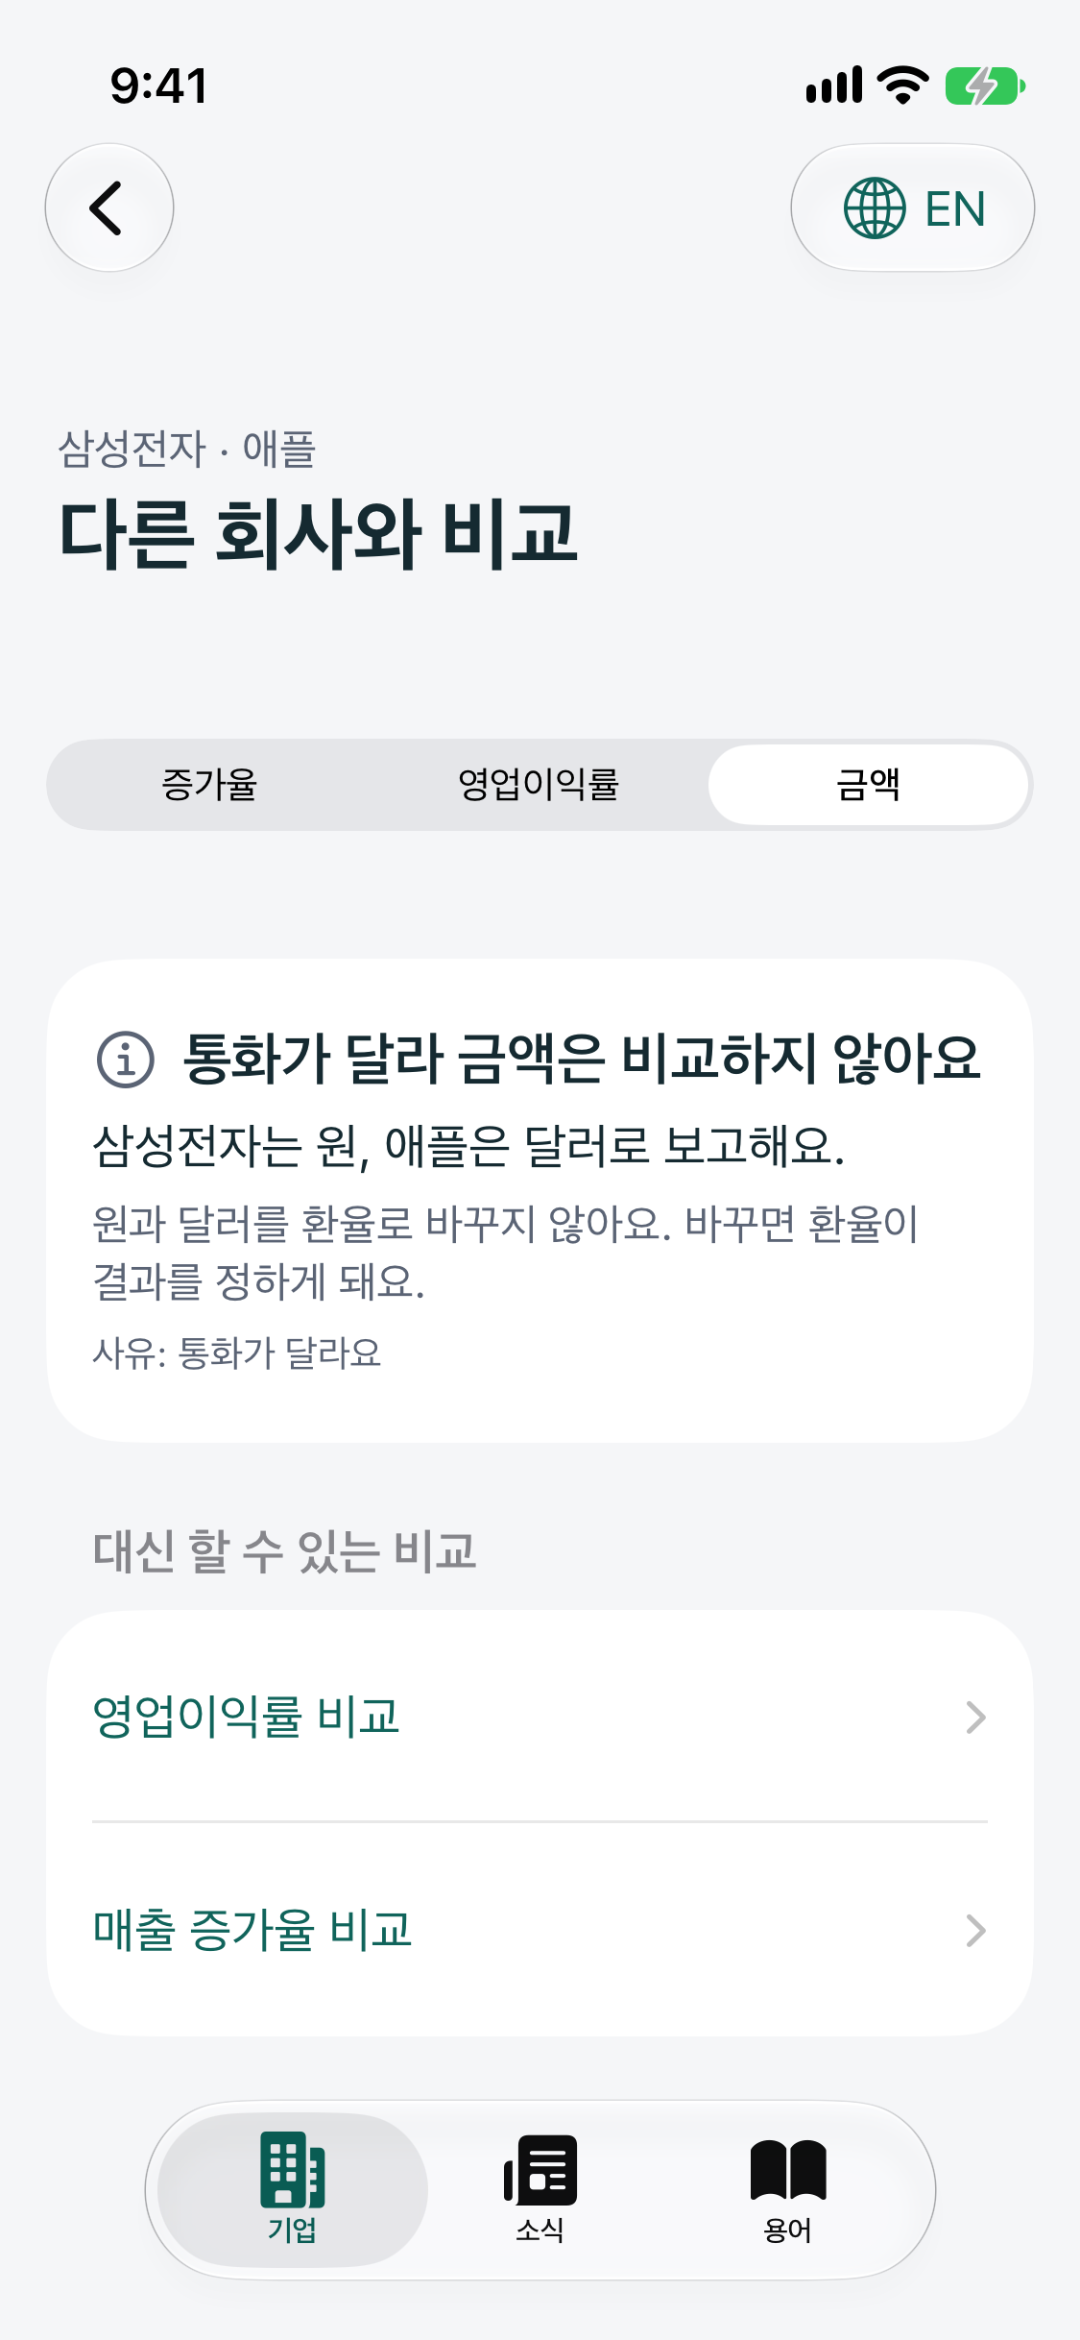 9:41
EN
삼성전자 · 애플
다른 회사와 비교
증가율 영업이익률 금액
통화가 달라 금액은 비교하지 않아요
삼성전자는 원, 애플은 달러로 보고해요.
원과 달러를 환율로 바꾸지 않아요. 바꾸면 환율이
결과를 정하게 돼요.
사유: 통화가 달라요
대신 할 수 있는 비교
영업이익률 비교
매출 증가율 비교
기업 소식 용어